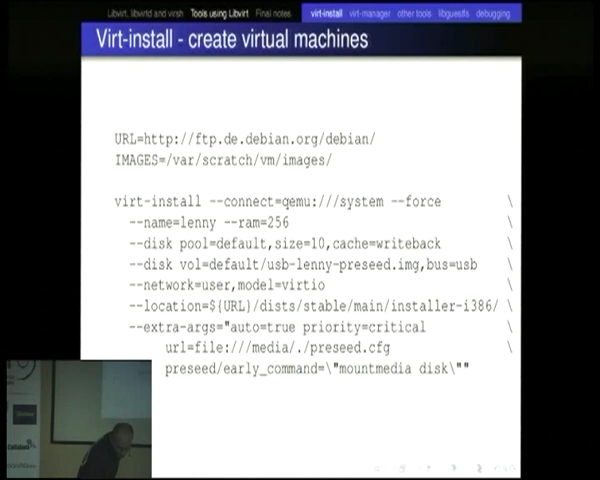 Libvirt, libvirtd and virsh Tools using Libvirt Final notes virt-install virt-manager other tools libguestfs debugging
Virt-install - create virtual machines
URL=http://ftp.de.debian.org/debian/
IMAGES=/var/scratch/vm/images/
virt-install --connect=qemu:///system --force \
--name=lenny --ram=256 \
--disk pool=default,size=10,cache=writeback \
--disk vol=default/usb-lenny-preseed.img,bus=usb \
--network=user,model=virtio \
--location=${URL}/dists/stable/main/installer-i386/ \
--extra-args="auto=true priority=critical
url=file:///media/./preseed.cfg \
preseed/early_command=\"mountmedia disk\""
Collabora